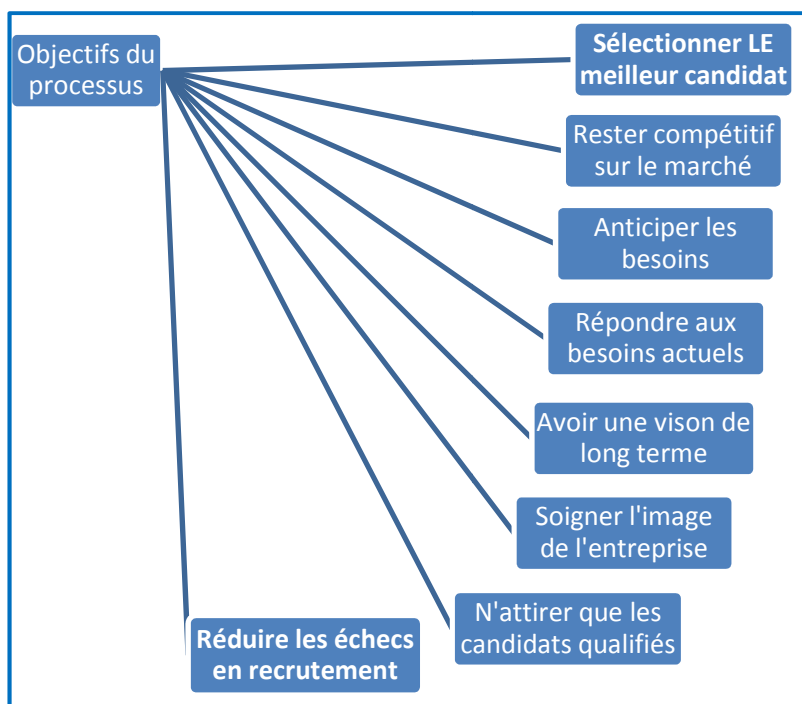 Objectifs du
processus
Sélectionner LE
meilleur candidat
Rester compétitif
sur le marché
Anticiper les
besoins
Répondre aux
besoins actuels
Avoir une vison de
long terme
Soigner l'image
de l'entreprise
N'attirer que les
candidats qualifiés
Réduire les échecs
en recrutement